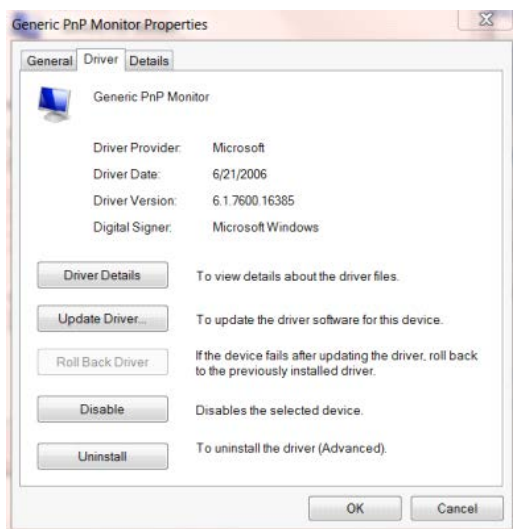 Generic PnP Monitor Properties
General Driver Details
Generic PnP Monitor
Driver Provider: Microsoft
Driver Date: 6/21/2006
Driver Version: 6.1.7600.16385
Digital Signer: Microsoft Windows
Driver Details To view details about the driver files.
Update Driver... To update the driver software for this device.
Roll Back Driver If the device fails after updating the driver, roll back
to the previously installed driver.
Disable Disables the selected device.
Uninstall To uninstall the driver (Advanced).
OK Cancel